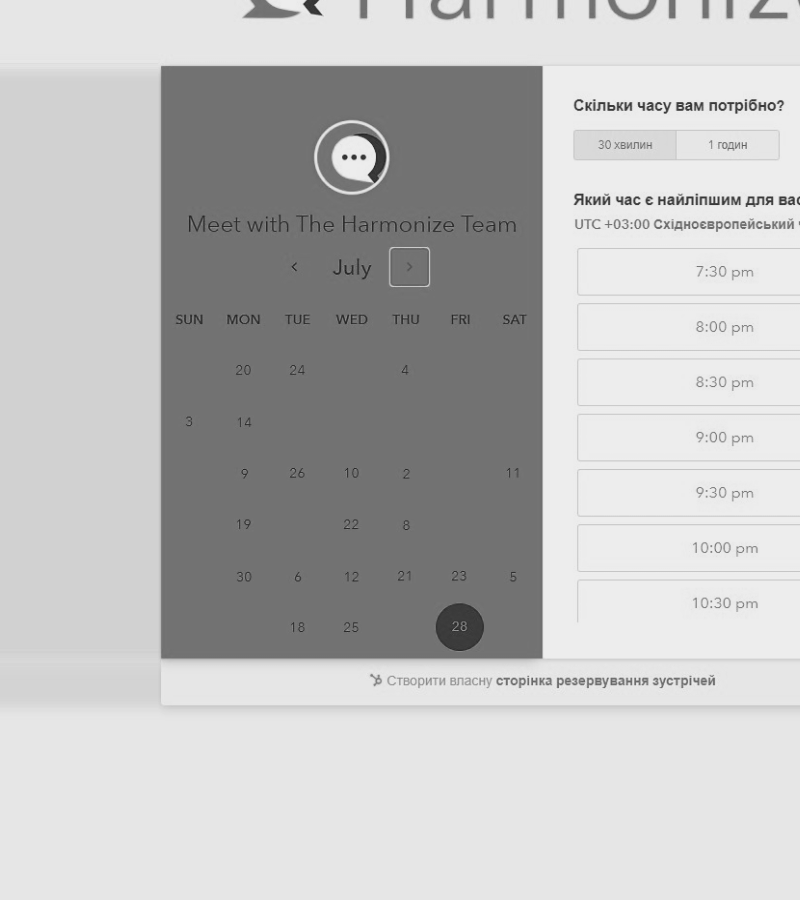 Meet with The Harmonize Team
July
SUN MON TUE WED THU FRI SAT
20 24 4
3 14
9 26 10 2 11
19 22 8
30 6 12 21 23 5
18 25 28
Скільки часу вам потрібно?
30 хвилин 1 годин
Який час є найліпшим для
UTC +03:00 Східноєвропейський
7:30 pm
8:00 pm
8:30 pm
9:00 pm
9:30 pm
10:00 pm
10:30 pm
Створити власну сторінка резервування зустрічей